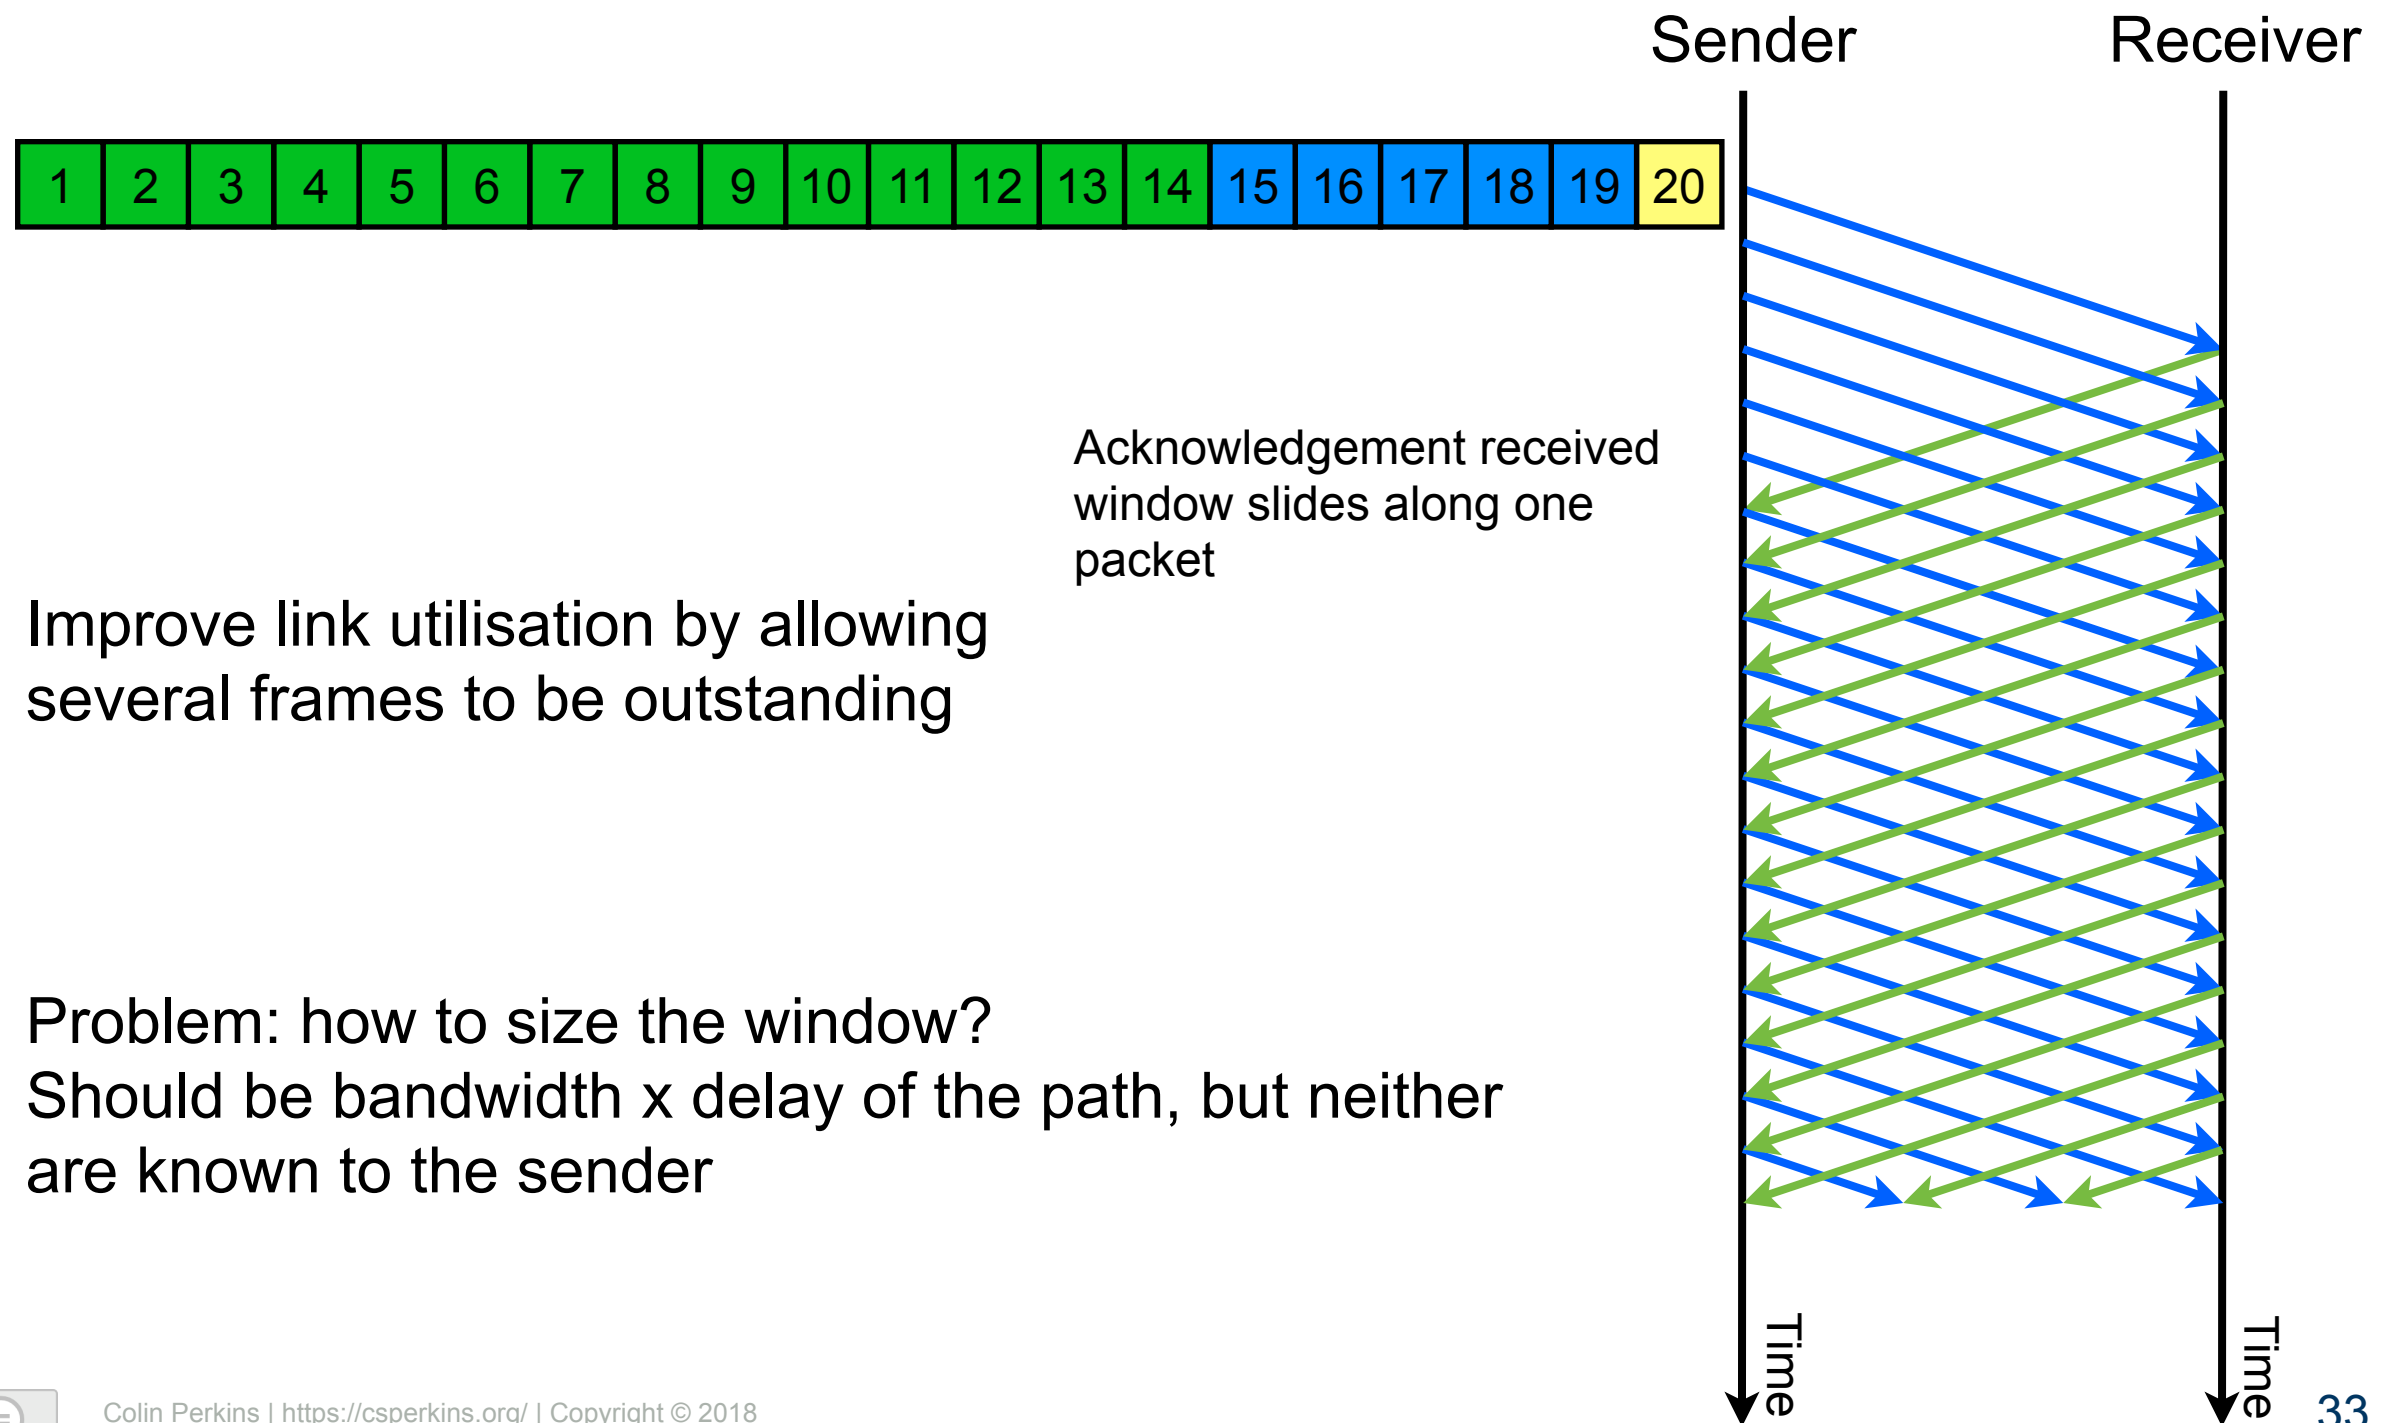 Sender
Receiver
1 2 3 4 5 6 7 8 9 10 11 12 13 14 15 16 17 18 19 20
Acknowledgement received
window slides along one
packet
Improve link utilisation by allowing
several frames to be outstanding
Problem: how to size the window?
Should be bandwidth x delay of the path, but neither
are known to the sender
Time
Time
Colin Perkins | https://csperkins.org/ | Copyright © 2018
33